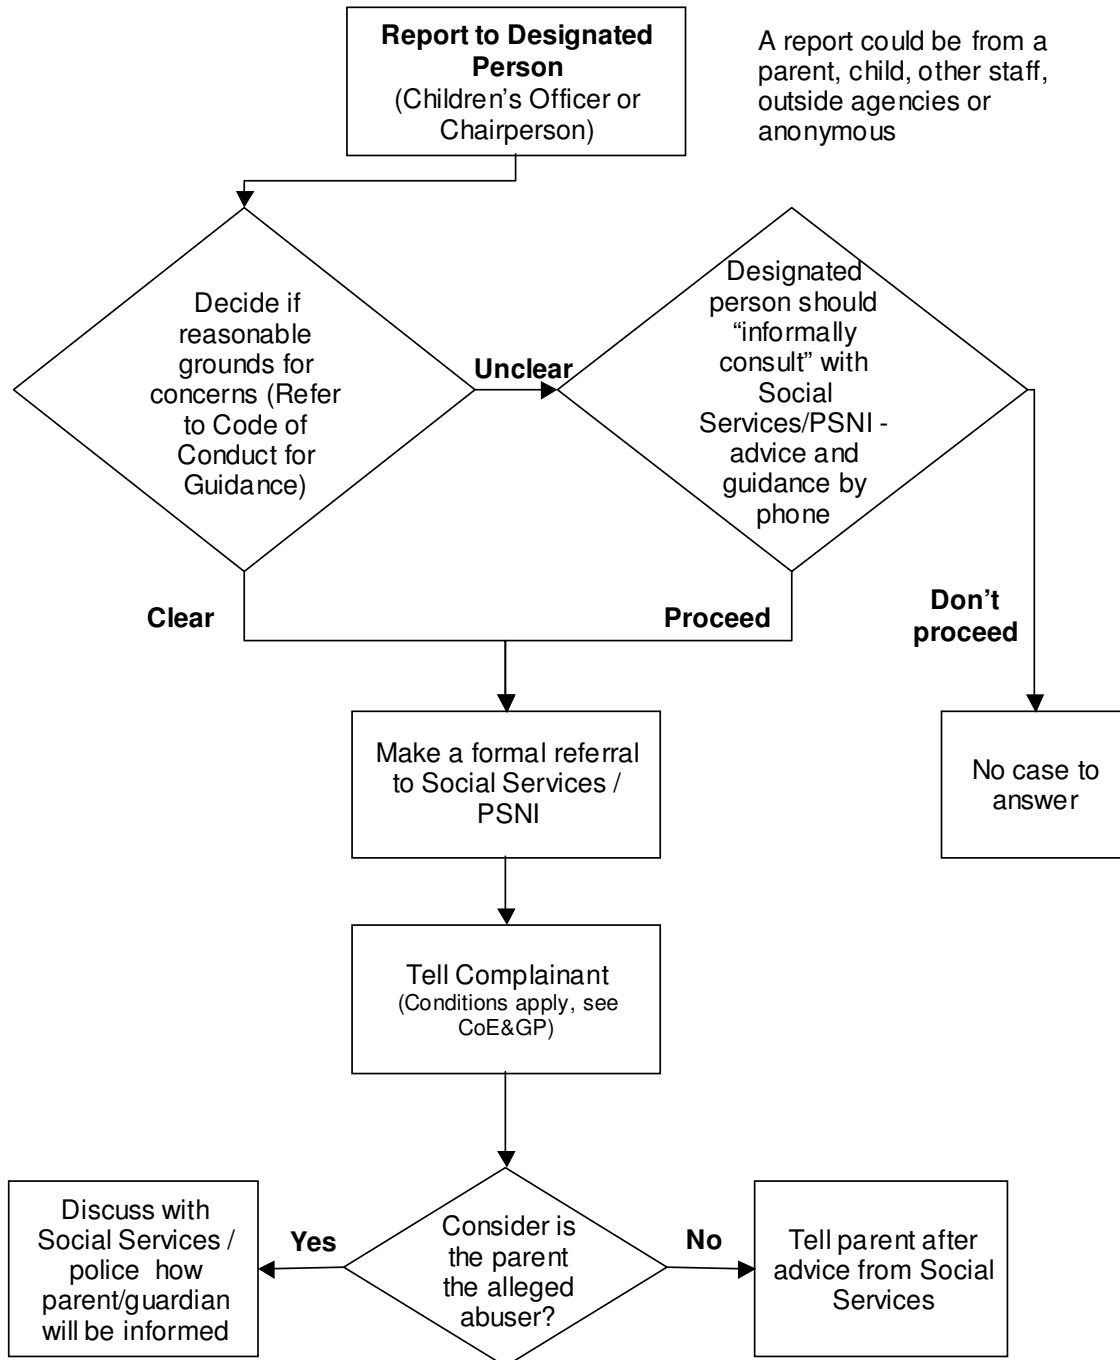 Report to Designated
Person
(Children's Officer or
Chairperson)
A report could be from a
parent, child, other staff,
outside agencies or
anonymous
Decide if
reasonable
grounds for
concerns (Refer
to Code of
Conduct for
Guidance)
Unclear
Designated
person should
“informally
consult” with
Social
Services/PSNI -
advice and
guidance by
phone
Clear
Proceed
Don't
proceed
Make a formal referral
to Social Services /
PSNI
No case to
answer
Tell Complainant
(Conditions apply, see
CoE&GP)
Discuss with
Social Services /
police how
parent/guardian
will be informed
Yes
Consider is
the parent
the alleged
abuser?
No
Tell parent after
advice from Social
Services